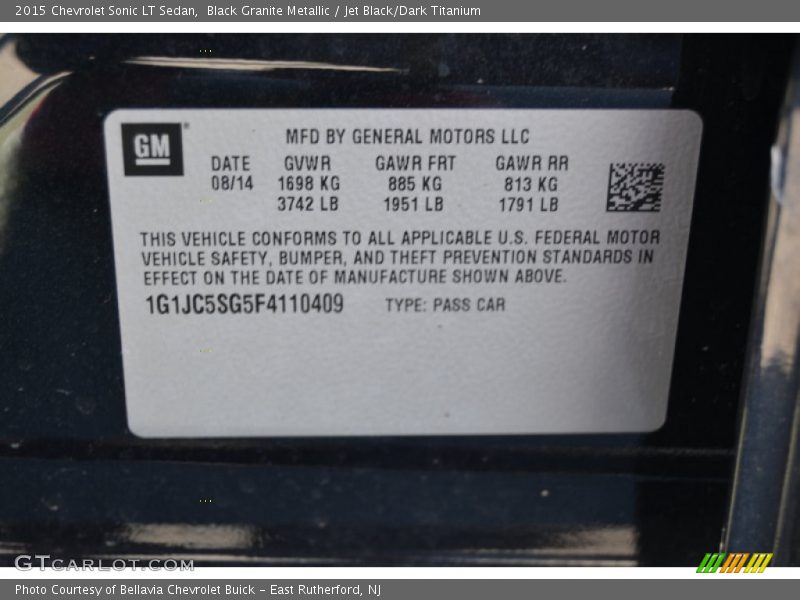 2015 Chevrolet Sonic LT Sedan,  Black Granite Metallic / Jet Black/Dark Titanium
GM
MFD BY GENERAL MOTORS LLC
DATE GVWR GAWR FRT GAWR RR
08/14 1698 KG 885 KG 813 KG
3742 LB 1951 LB 1791 LB
THIS VEHICLE CONFORMS TO ALL APPLICABLE U.S. FEDERAL MOTOR
VEHICLE SAFETY, BUMPER, AND THEFT PREVENTION STANDARDS IN
EFFECT ON THE DATE OF MANUFACTURE SHOWN ABOVE.
1G1JC5SG5F4110409 TYPE: PASS CAR
GTCARLOT.COM
Photo Courtesy of Bellavia Chevrolet Buick – East Rutherford, NJ